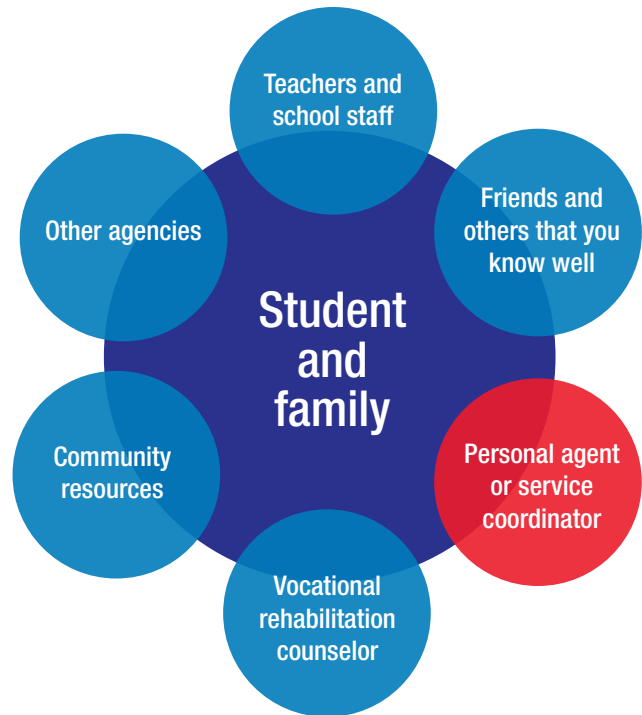 Teachers and
school staff
Other agencies
Friends and
others that you
know well
Student
and
family
Community
resources
Personal agent
or service
coordinator
Vocational
rehabilitation
counselor